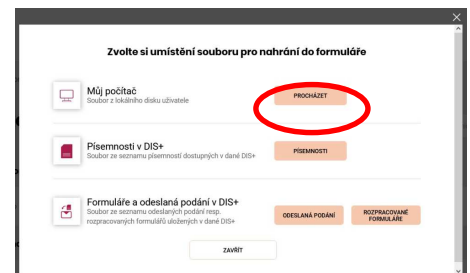 Zvolte si umístění souboru pro nahrání do formuláře
Můj počítač
Soubor z lokálního disku uživatele
PROCHÁZET
Písemnosti v DIS+
Soubor ze seznamu písemností dostupných v dané DIS+
PÍSEMNOSTI
Formuláře a odeslaná podání v DIS+
Soubor ze seznamu odeslaných podání resp.
rozpracovaných formulářů uložených v dané DIS+
ODESLANÁ PODÁNÍ
ROZPRACOVANÉ
FORMULÁŘE
ZAVŘÍT